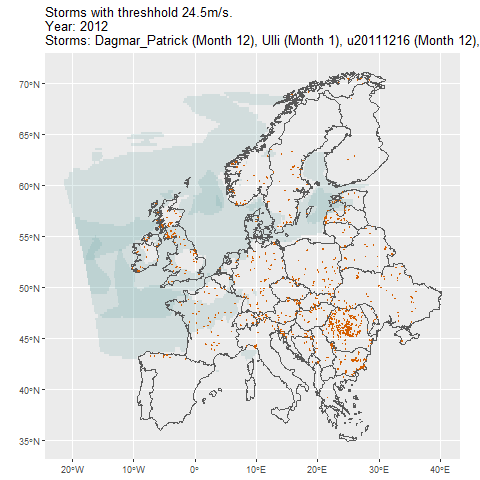 Storms with threshhold 24.5m/s.
Year: 2012
Storms: Dagmar_Patrick (Month 12), Ulli (Month 1), u20111216 (Month 12),
70°N
65°N
60°N
55°N
50°N
45°N
40°N
35°N
20°W
10°W
0°
10°E
20°E
30°E
40°E